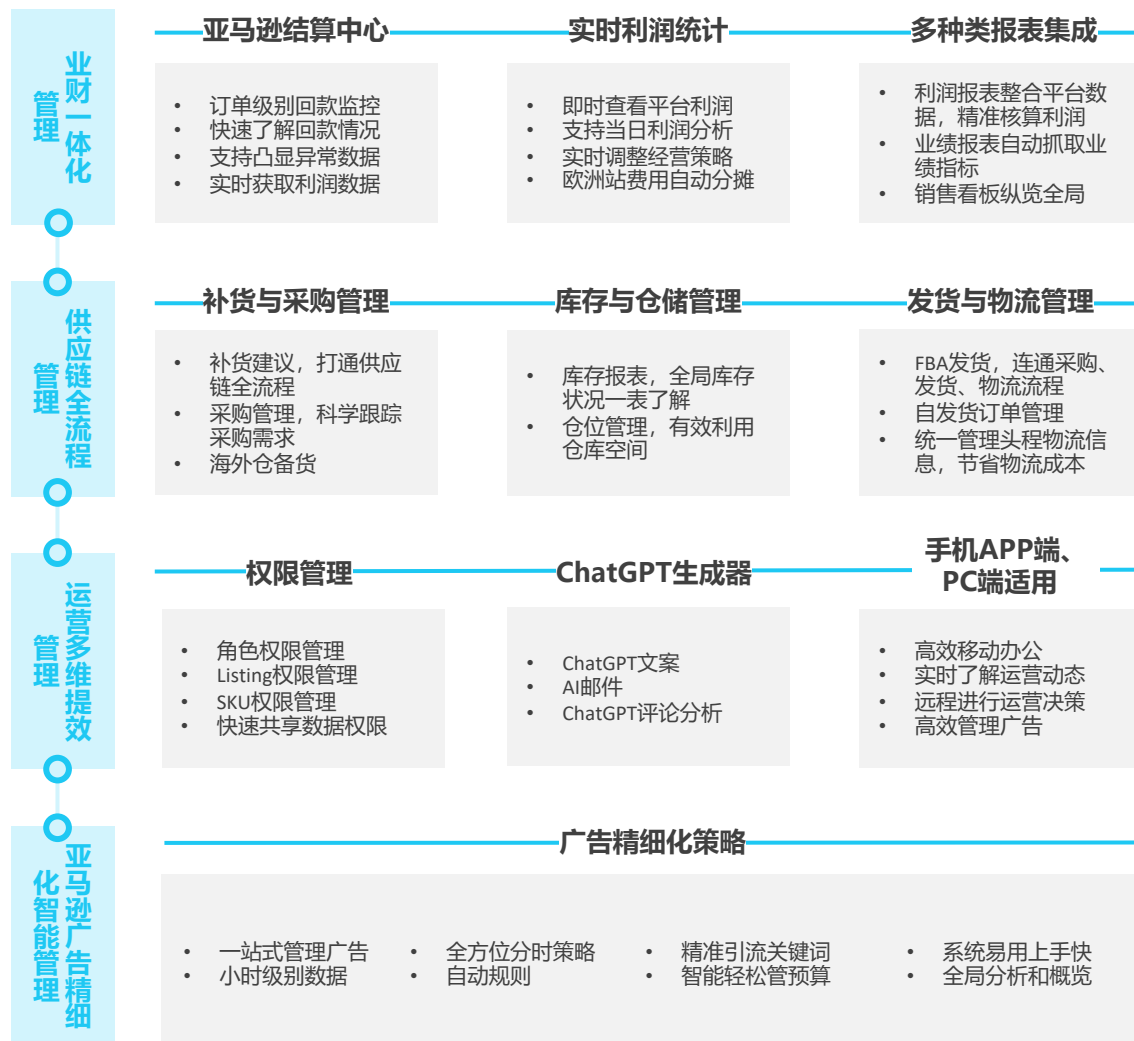 业财一体化
管理
亚马逊结算中心
• 订单级别回款监控
• 快速了解回款情况
• 支持凸显异常数据
• 实时获取利润数据
实时利润统计
• 即时查看平台利润
• 支持当日利润分析
• 实时调整经营策略
• 欧洲站费用自动分摊
多种类报表集成
• 利润报表整合平台数
据，精准核算利润
• 业绩报表自动抓取业
绩指标
• 销售看板纵览全局
供应链全流程
管理
补货与采购管理
• 补货建议，打通供应
链全流程
• 采购管理，科学跟踪
采购需求
• 海外仓备货
库存与仓储管理
• 库存报表，全局库存
状况一表了解
• 仓位管理，有效利用
仓库空间
发货与物流管理
• FBA发货，连通采购、
发货、物流流程
• 自发货订单管理
• 统一管理头程物流信
息，节省物流成本
运营多维提效
管理
权限管理
• 角色权限管理
• Listing权限管理
• SKU权限管理
• 快速共享数据权限
ChatGPT生成器
• ChatGPT文案
• AI邮件
• ChatGPT评论分析
手机APP端、
PC端适用
• 高效移动办公
• 实时了解运营动态
• 远程进行运营决策
• 高效管理广告
亚马逊广告精细
化智能管理
广告精细化策略
• 一站式管理广告
• 小时级别数据
• 全方位分时策略
• 自动规则
• 精准引流关键词
• 智能轻松管预算
• 系统易用上手快
• 全局分析和概览